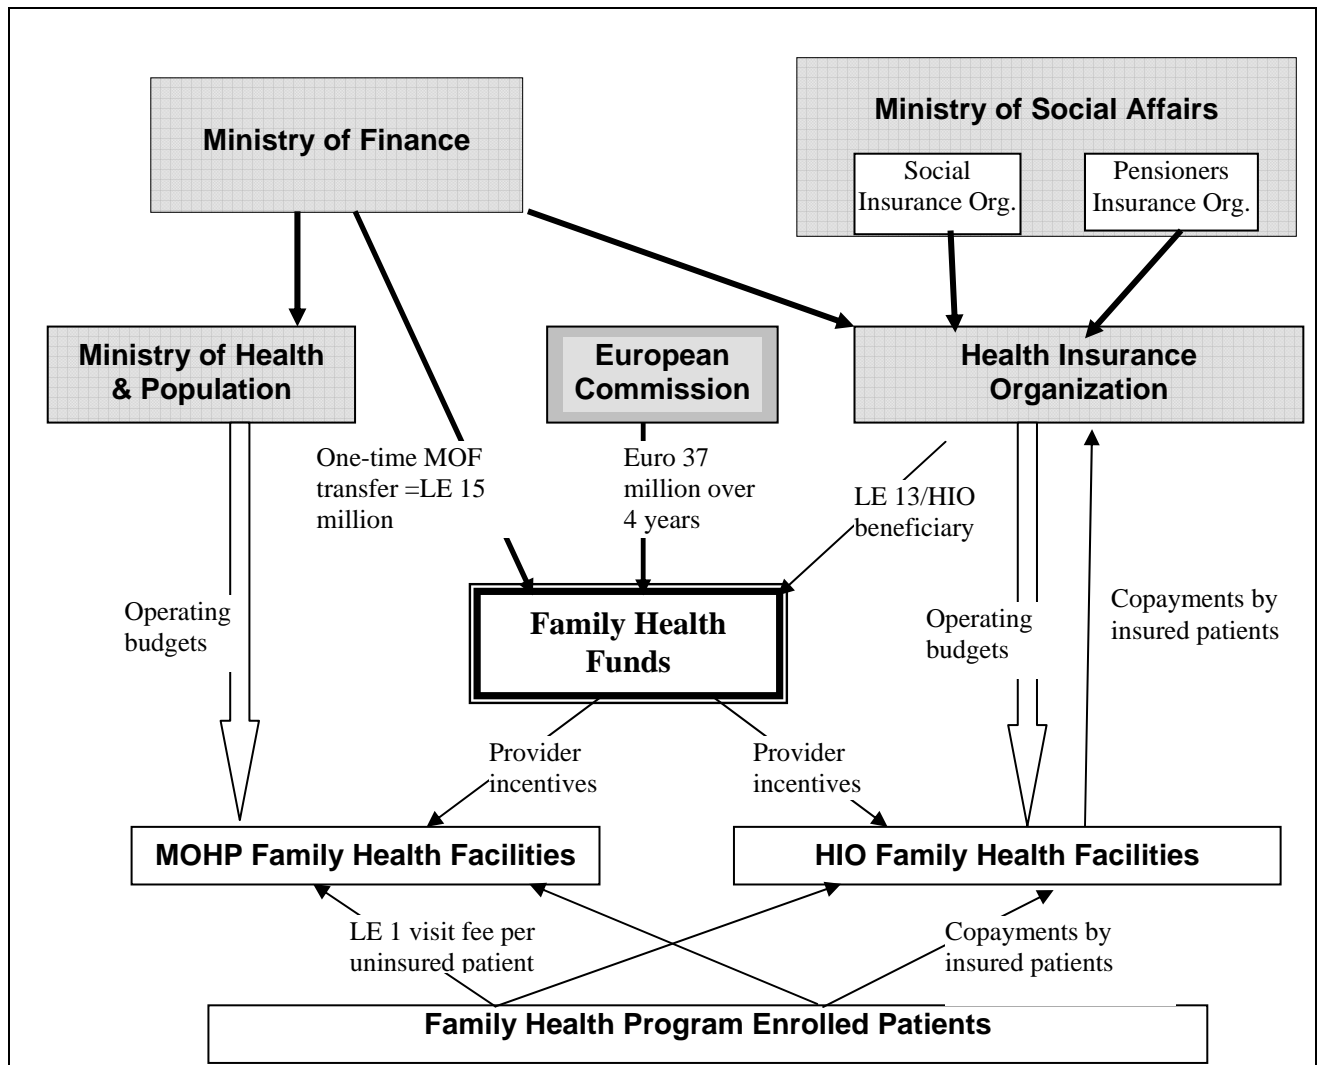 Ministry of Finance
Ministry of Social Affairs
Social
Insurance Org.
Pensioners
Insurance Org.
Ministry of Health
& Population
European
Commission
Health Insurance
Organization
One-time MOF
transfer =LE 15
million
Euro 37
million over
4 years
LE 13/HIO
beneficiary
Operating
budgets
Family Health
Funds
Operating
budgets
Copayments by
insured patients
Provider
incentives
Provider
incentives
MOHP Family Health Facilities
HIO Family Health Facilities
LE 1 visit fee per
uninsured patient
Copayments by
insured patients
Family Health Program Enrolled Patients